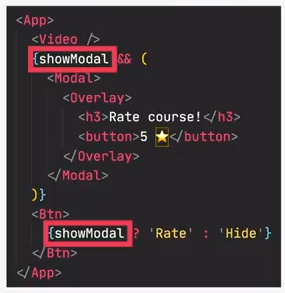 <App>
<Video />
{showModal && (
<Modal>
<Overlay>
<h3>Rate course!</h3>
<button>5 ⭐</button>
</Overlay>
</Modal>
)}
<Btn>
{showModal ? 'Rate' : 'Hide'}
</Btn>
</App>